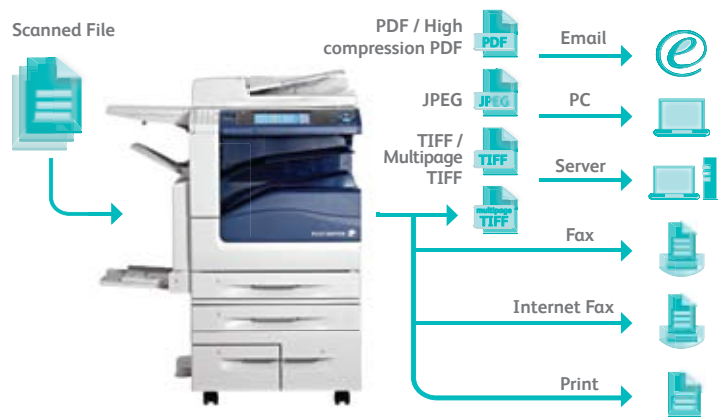 Scanned File
PDF / High
compression PDF
PDF
Email
JPEG
JPEG
PC
TIFF /
Multipage
TIFF
TIFF
Server
multipage
TIFF
Fax
Internet Fax
Print